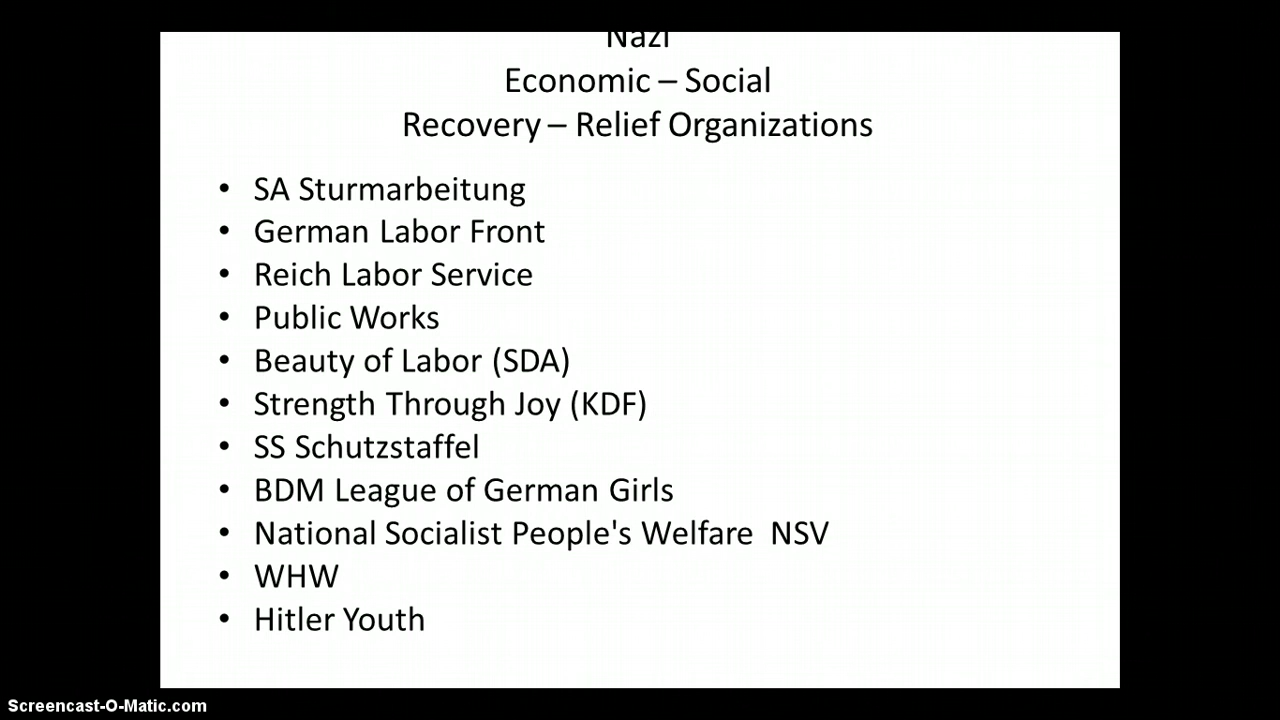 Nazi
Economic – Social
Recovery – Relief Organizations
• SA Sturmarbeitung
• German Labor Front
• Reich Labor Service
• Public Works
• Beauty of Labor (SDA)
• Strength Through Joy (KDF)
• SS Schutzstaffel
• BDM League of German Girls
• National Socialist People's Welfare  NSV
• WHW
• Hitler Youth
Screencast-O-Matic.com